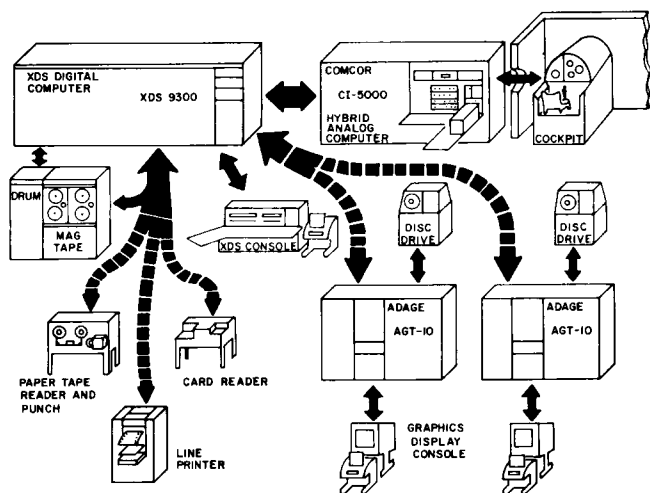 XDS DIGITAL
COMPUTER
XDS 9300
COMCOR
CI-5000
HYBRID
ANALOG
COMPUTER
COCKPIT
DRUM
MAG
TAPE
XDS CONSOLE
DISC
DRIVE
DISC
DRIVE
ADAGE
AGT-10
ADAGE
AGT-10
PAPER TAPE
READER AND
PUNCH
CARD READER
LINE
PRINTER
GRAPHICS
DISPLAY
CONSOLE